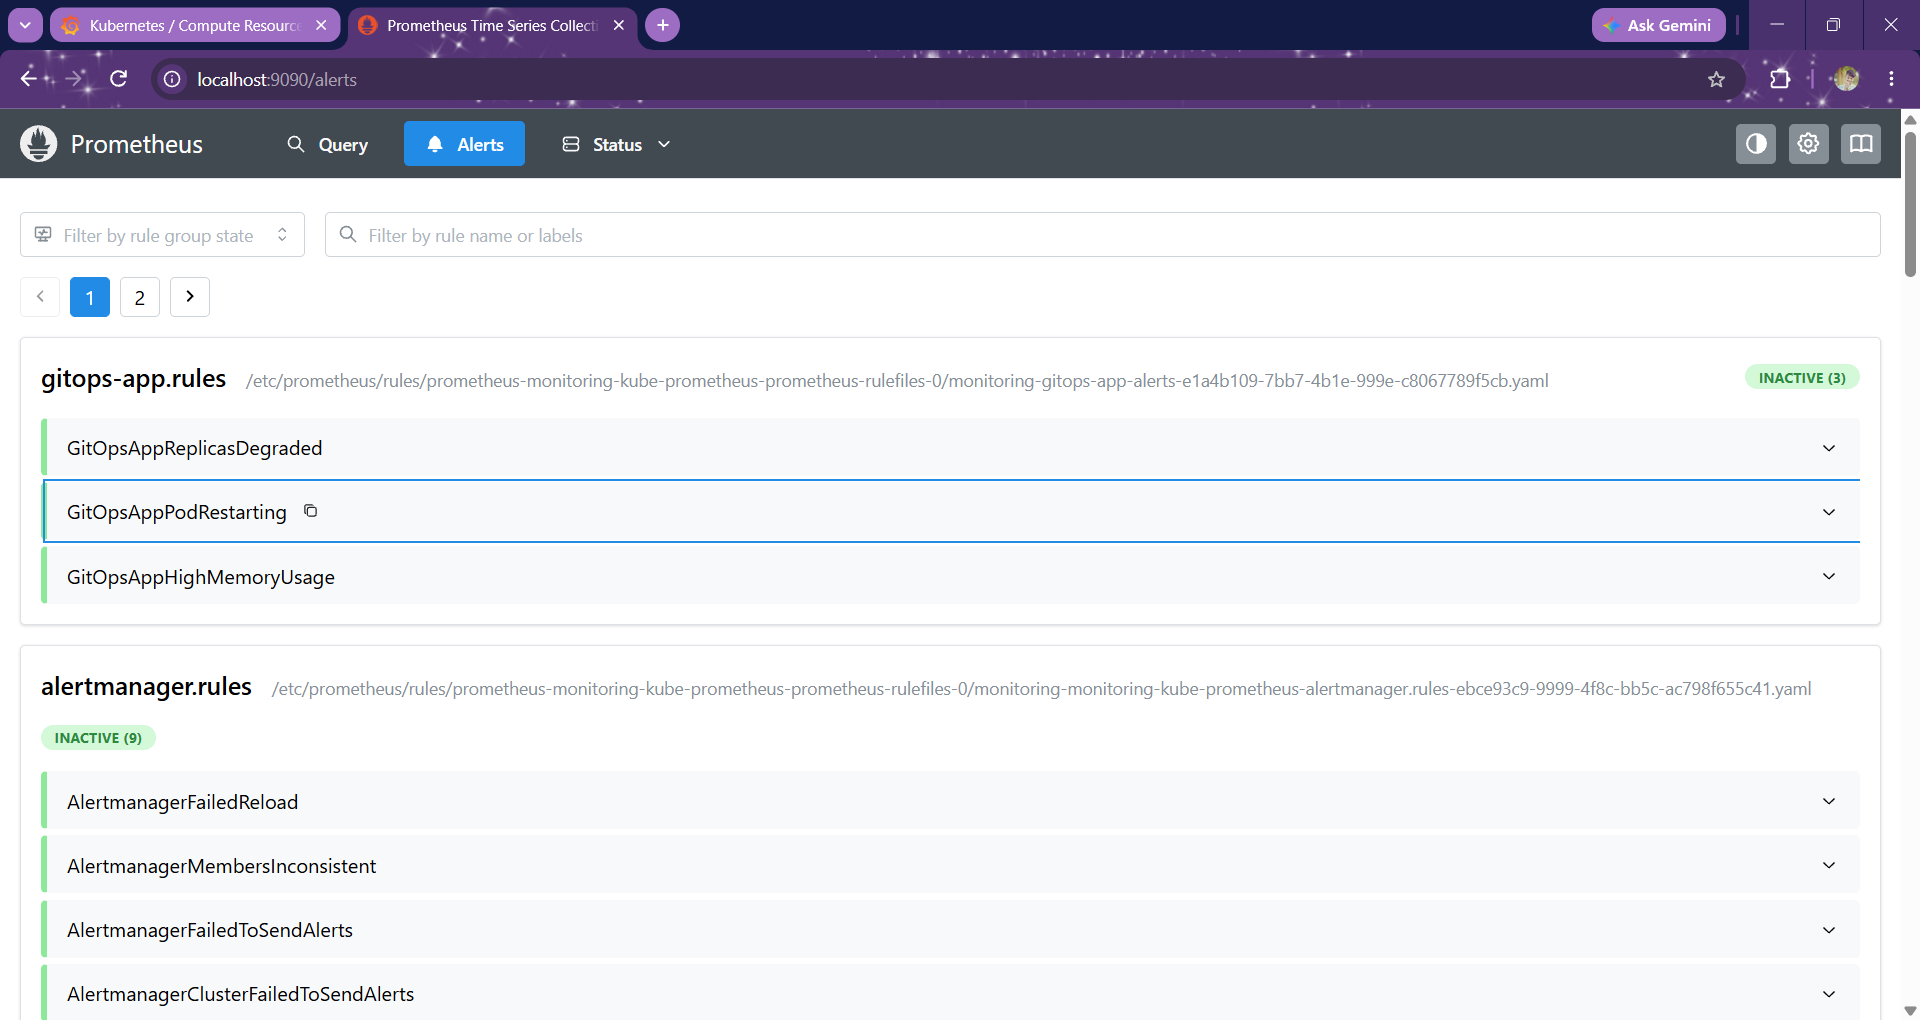 Kubernetes / Compute Resource
Prometheus Time Series Collecti
Ask Gemini
localhost:9090/alerts
Prometheus
Query
Alerts
Status
Filter by rule group state
Filter by rule name or labels
1
2
gitops-app.rules
/etc/prometheus/rules/prometheus-monitoring-kube-prometheus-prometheus-rulefiles-0/monitoring-gitops-app-alerts-e1a4b109-7bb7-4b1e-999e-c8067789f5cb.yaml
INACTIVE (3)
GitOpsAppReplicasDegraded
GitOpsAppPodRestarting
GitOpsAppHighMemoryUsage
alertmanager.rules
/etc/prometheus/rules/prometheus-monitoring-kube-prometheus-prometheus-rulefiles-0/monitoring-monitoring-kube-prometheus-alertmanager.rules-ebce93c9-9999-4f8c-bb5c-ac798f655c41.yaml
INACTIVE (9)
AlertmanagerFailedReload
AlertmanagerMembersInconsistent
AlertmanagerFailedToSendAlerts
AlertmanagerClusterFailedToSendAlerts